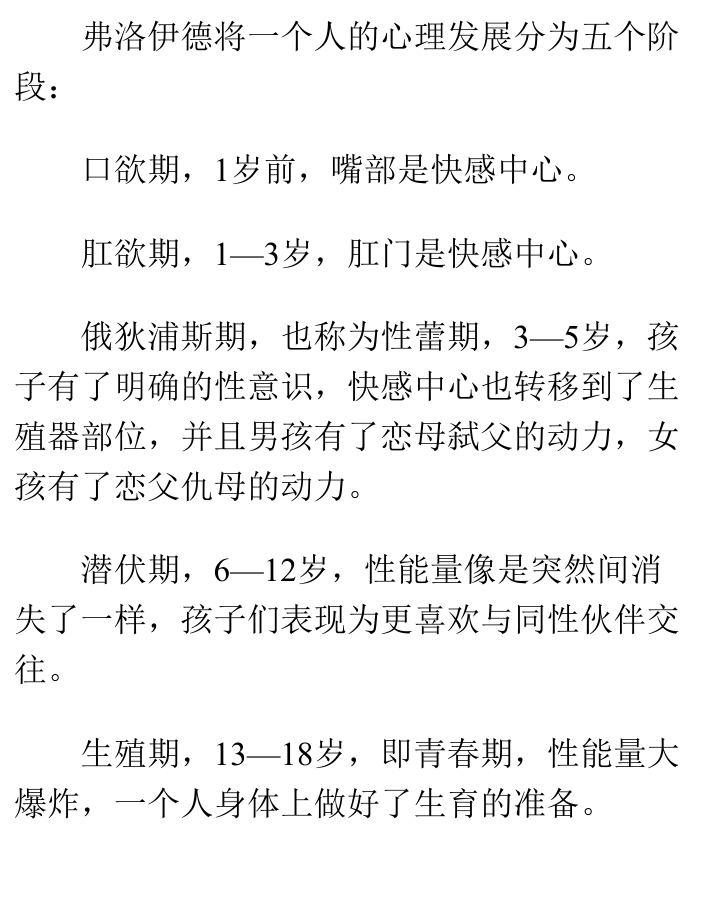 弗洛伊德将一个人的心理发展分为五个阶
段：
口欲期，1岁前，嘴部是快感中心。
肛欲期，1—3岁，肛门是快感中心。
俄狄浦斯期，也称为性蕾期，3—5岁，孩
子有了明确的性意识，快感中心也转移到了生
殖器部位，并且男孩有了恋母弑父的动力，女
孩有了恋父仇母的动力。
潜伏期，6—12岁，性能量像是突然间消
失了一样，孩子们表现为更喜欢与同性伙伴交
往。
生殖期，13—18岁，即青春期，性能量大
爆炸，一个人身体上做好了生育的准备。